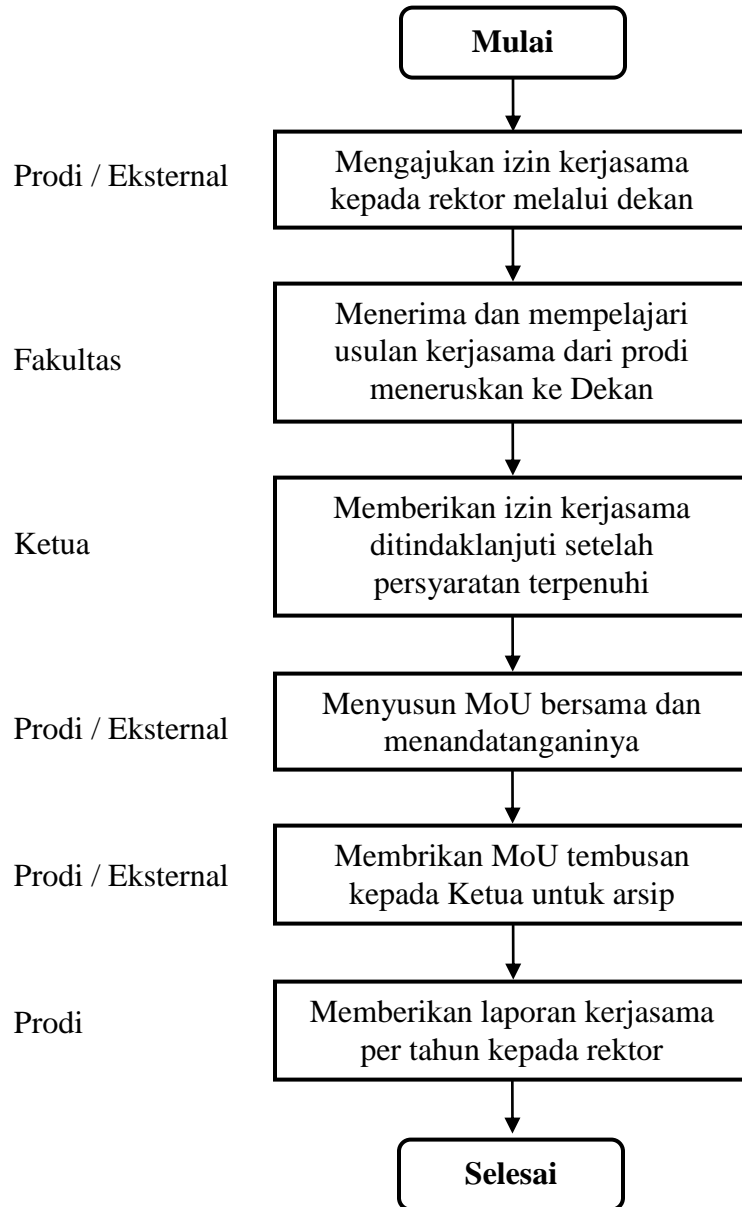 Mulai
Prodi / Eksternal
Mengajukan izin kerjasama
kepada rektor melalui dekan
Fakultas
Menerima dan mempelajari
usulan kerjasama dari prodi
meneruskan ke Dekan
Ketua
Memberikan izin kerjasama
ditindaklanjuti setelah
persyaratan terpenuhi
Prodi / Eksternal
Menyusun MoU bersama dan
menandatanganinya
Prodi / Eksternal
Membrikan MoU tembusan
kepada Ketua untuk arsip
Prodi
Memberikan laporan kerjasama
per tahun kepada rektor
Selesai